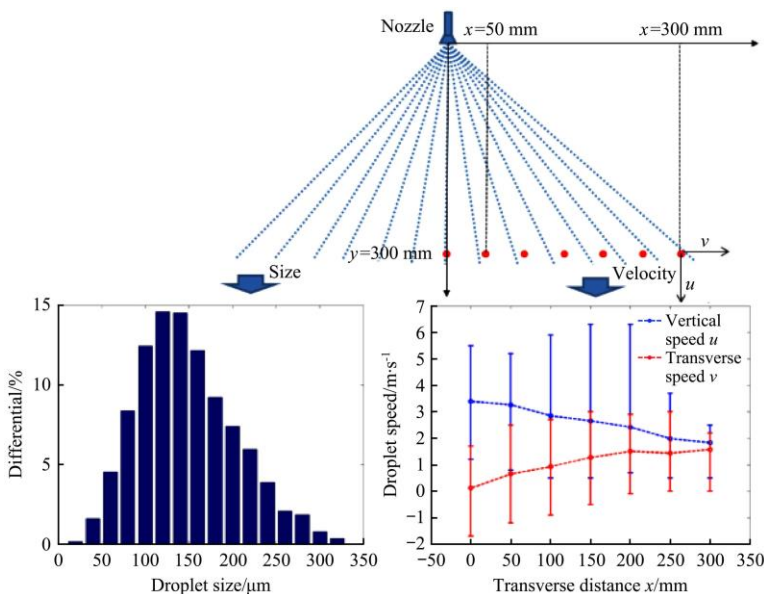 Nozzle
x=50 mm
x=300 mm
y=300 mm
v
u
Size
Velocity
Differential/%
15
10
5
0
0
50
100
150
200
250
300
350
Droplet size/μm
Droplet speed/m·s⁻¹
7
6
5
4
3
2
1
0
−1
−2
Vertical
speed u
Transverse
speed v
−50
0
50
100
150
200
250
300
350
Transverse distance x/mm